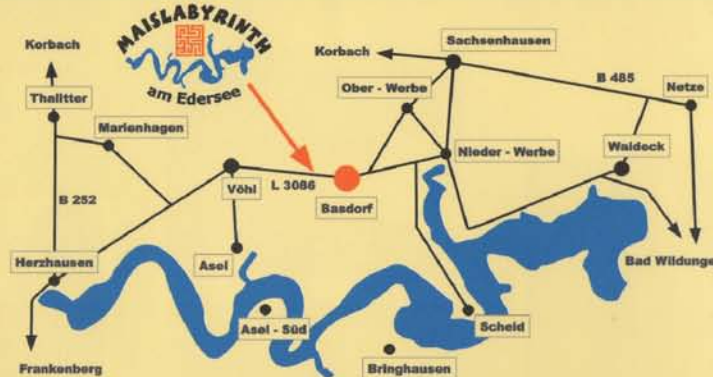 MAISLABYRINTH
am Edersee
Korbach
Thalitter
Marienhagen
B 252
Herzhausen
Frankenberg
Vöhl
L 3086
Basdorf
Asel
Asel - Süd
Bringhausen
Korbach
Sachsenhausen
Ober - Werbe
B 485
Netze
Nieder - Werbe
Waldeck
Bad Wildunge
Scheid